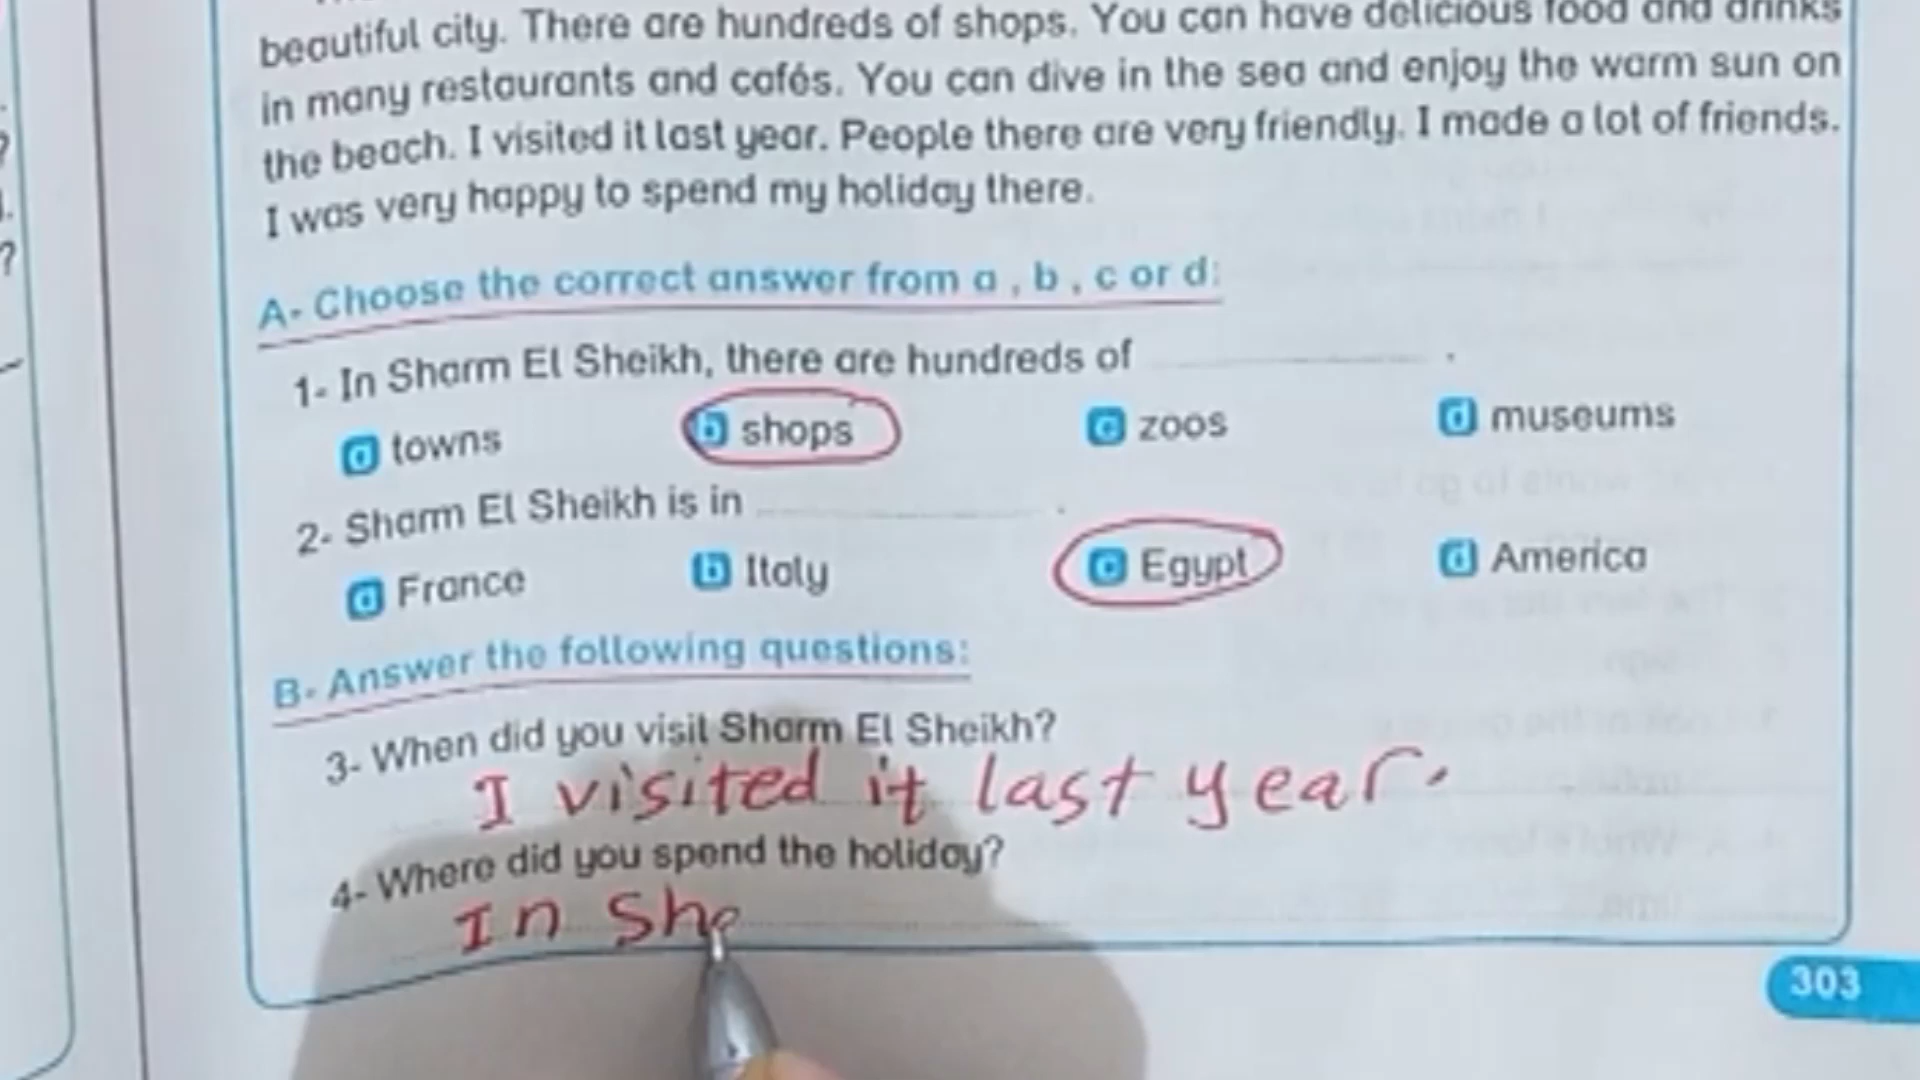 beautiful city. There are hundreds of shops. You can have delicious food and drinks
in many restaurants and cafés. You can dive in the sea and enjoy the warm sun on
the beach. I visited it last year. People there are very friendly. I made a lot of friends.
I was very happy to spend my holiday there.
A- Choose the correct answer from a , b , c or d:
1- In Sharm El Sheikh, there are hundreds of .
a towns b shops c zoos d museums
2- Sharm El Sheikh is in .
a France b Italy c Egypt d America
B- Answer the following questions:
3- When did you visit Sharm El Sheikh?
I visited it last year.
4- Where did you spend the holiday?
In Sha
303